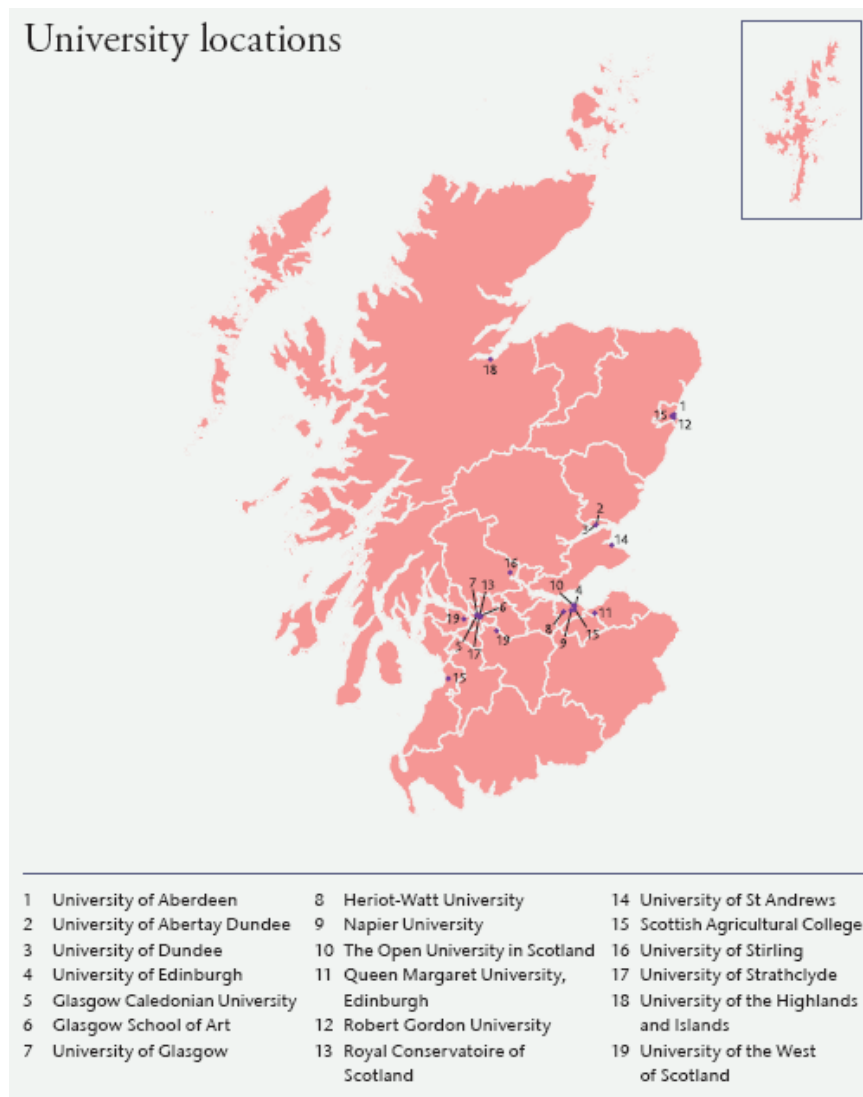 University locations
18
1
15
12
2
3
14
16
7
13
10
4
6
19
11
8
19
15
5
17
9
15
1 University of Aberdeen
2 University of Abertay Dundee
3 University of Dundee
4 University of Edinburgh
5 Glasgow Caledonian University
6 Glasgow School of Art
7 University of Glasgow
8 Heriot-Watt University
9 Napier University
10 The Open University in Scotland
11 Queen Margaret University,
Edinburgh
12 Robert Gordon University
13 Royal Conservatoire of
Scotland
14 University of St Andrews
15 Scottish Agricultural College
16 University of Stirling
17 University of Strathclyde
18 University of the Highlands
and Islands
19 University of the West
of Scotland